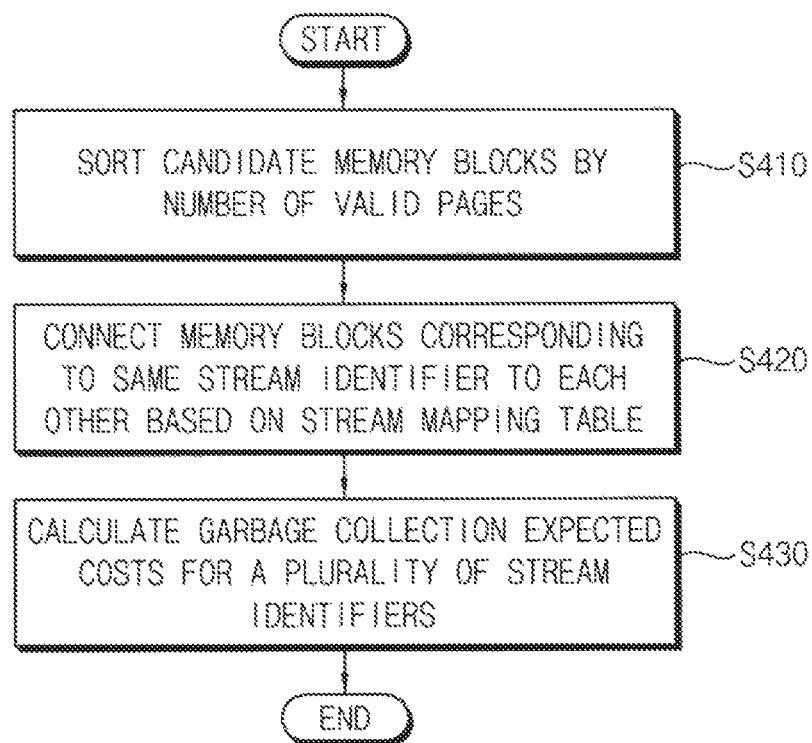 START
SORT CANDIDATE MEMORY BLOCKS BY
NUMBER OF VALID PAGES
S410
CONNECT MEMORY BLOCKS CORRESPONDING
TO SAME STREAM IDENTIFIER TO EACH
OTHER BASED ON STREAM MAPPING TABLE
S420
CALCULATE GARBAGE COLLECTION EXPECTED
COSTS FOR A PLURALITY OF STREAM
IDENTIFIERS
S430
END